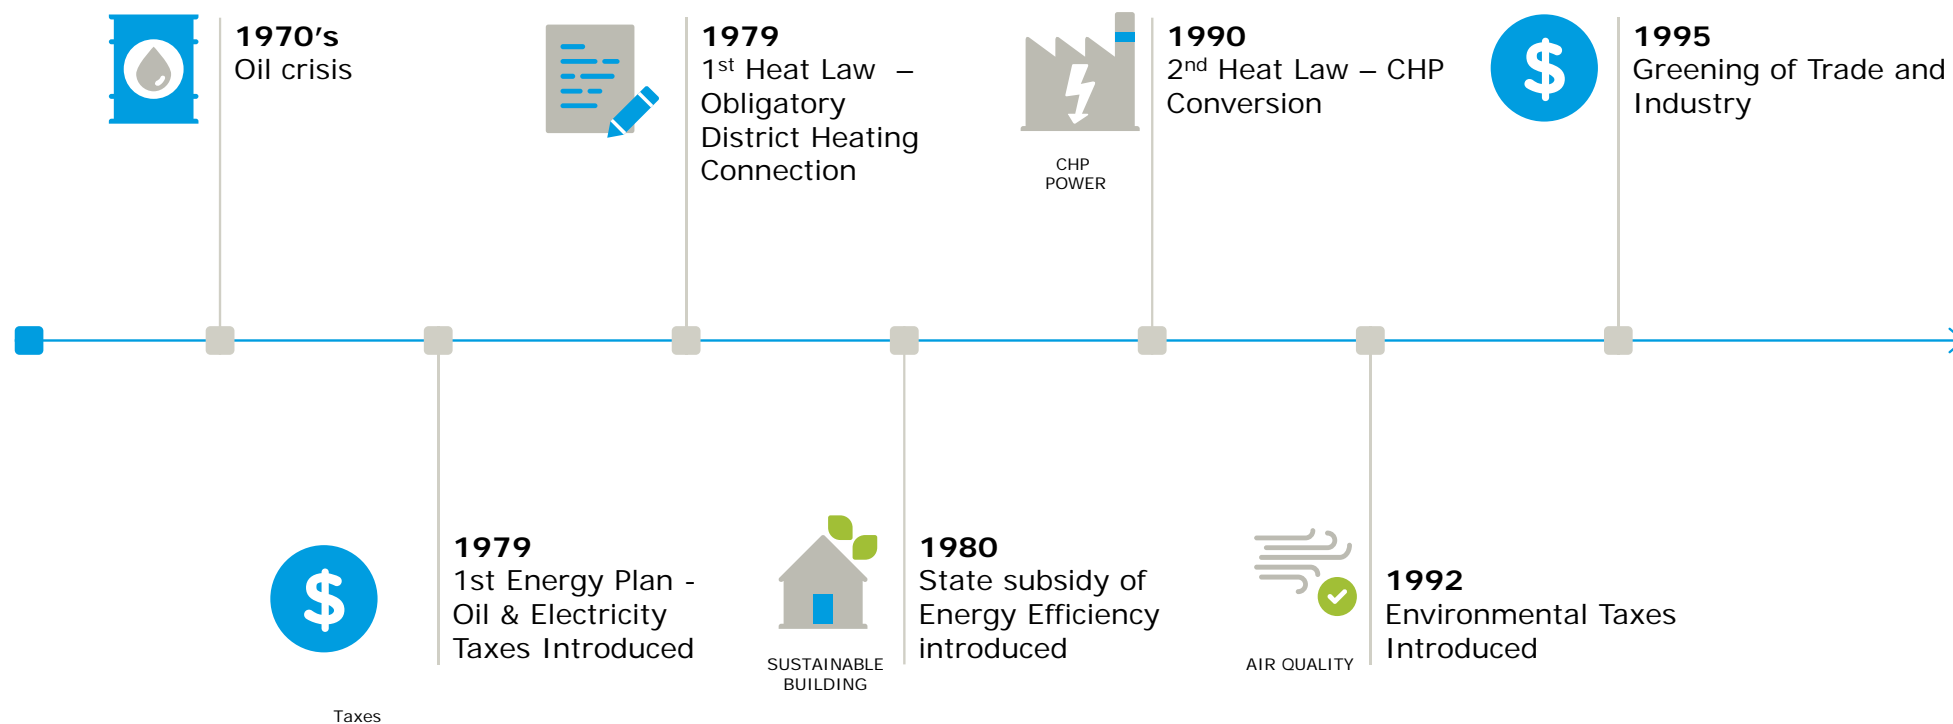 1970's
Oil crisis
1979
1st Heat Law –
Obligatory
District Heating
Connection
CHP
POWER
1990
2nd Heat Law – CHP
Conversion
1995
Greening of Trade and
Industry
Taxes
1979
1st Energy Plan -
Oil & Electricity
Taxes Introduced
SUSTAINABLE
BUILDING
1980
State subsidy of
Energy Efficiency
introduced
AIR QUALITY
1992
Environmental Taxes
Introduced